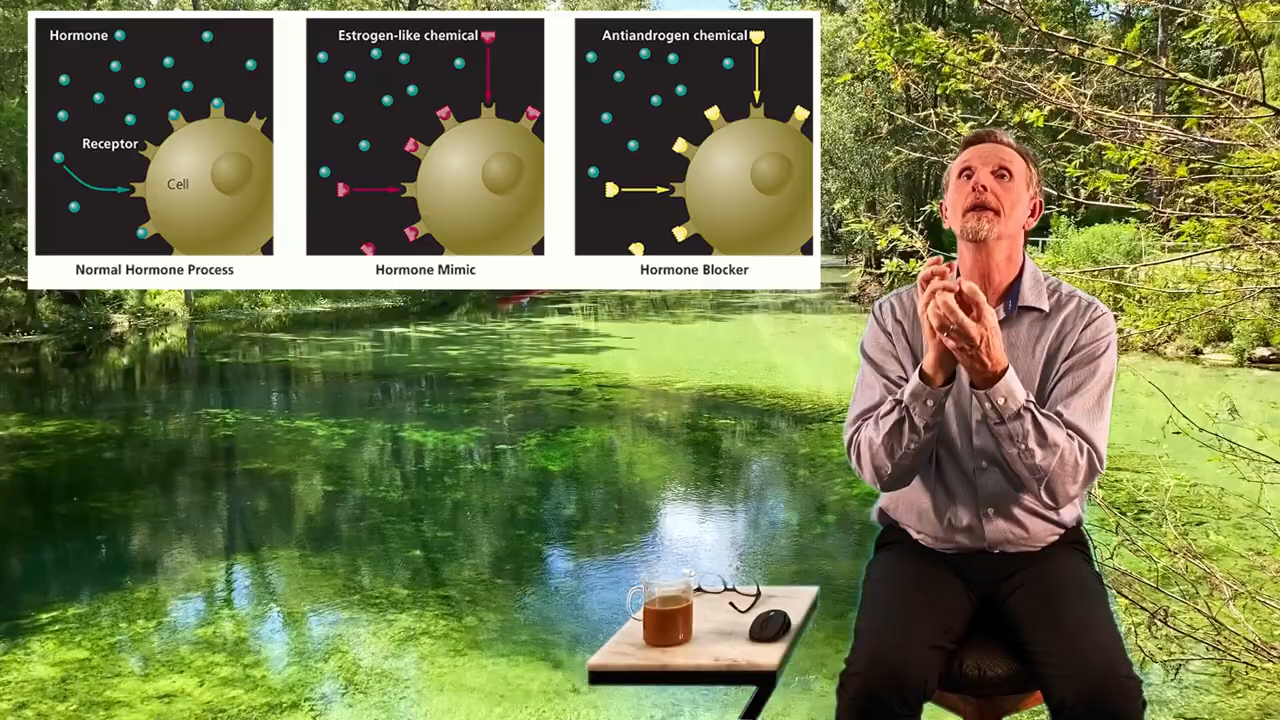 Hormone
Receptor
Cell
Normal Hormone Process
Estrogen-like chemical
Hormone Mimic
Antiandrogen chemical
Hormone Blocker